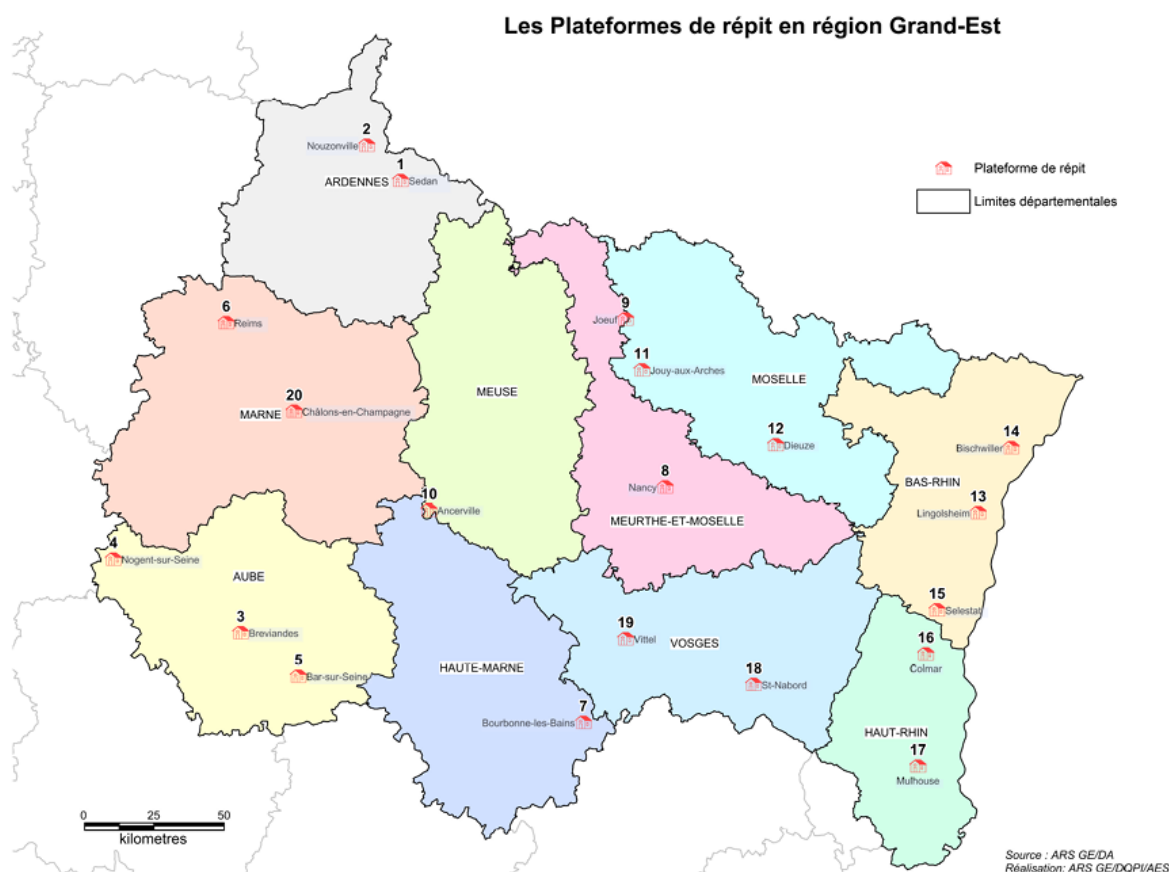 Les Plateformes de répit en région Grand-Est
2
Nouzonville
1
ARDENNES
Sedan
Plateforme de répit
Limites départementales
6
Reims
9
Joeuf
11
Jouy-aux-Arches
MOSELLE
MEUSE
20
MARNE
Châlons-en-Champagne
12
Dieuze
14
Bischwiller
8
Nancy
BAS-RHIN
13
Lingolsheim
10
Ancerville
MEURTHE-ET-MOSELLE
4
Nogent-sur-Seine
AUBE
3
Breviandes
15
Selestat
19
Vittel
VOSGES
16
Colmar
5
Bar-sur-Seine
HAUTE-MARNE
18
St-Nabord
7
Bourbonne-les-Bains
HAUT-RHIN
17
Mulhouse
0 25 50
kilometres
Source : ARS GE/DA
Réalisation: ARS GE/DQPI/AES